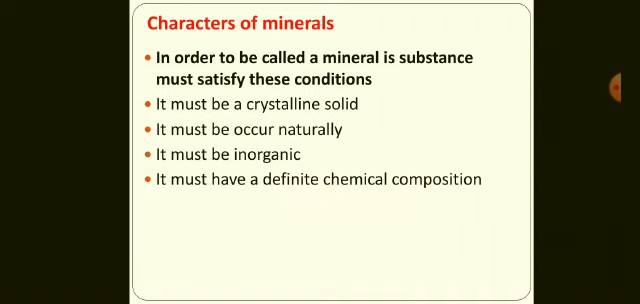 Characters of minerals
• In order to be called a mineral is substance
must satisfy these conditions
• It must be a crystalline solid
• It must be occur naturally
• It must be inorganic
• It must have a definite chemical composition